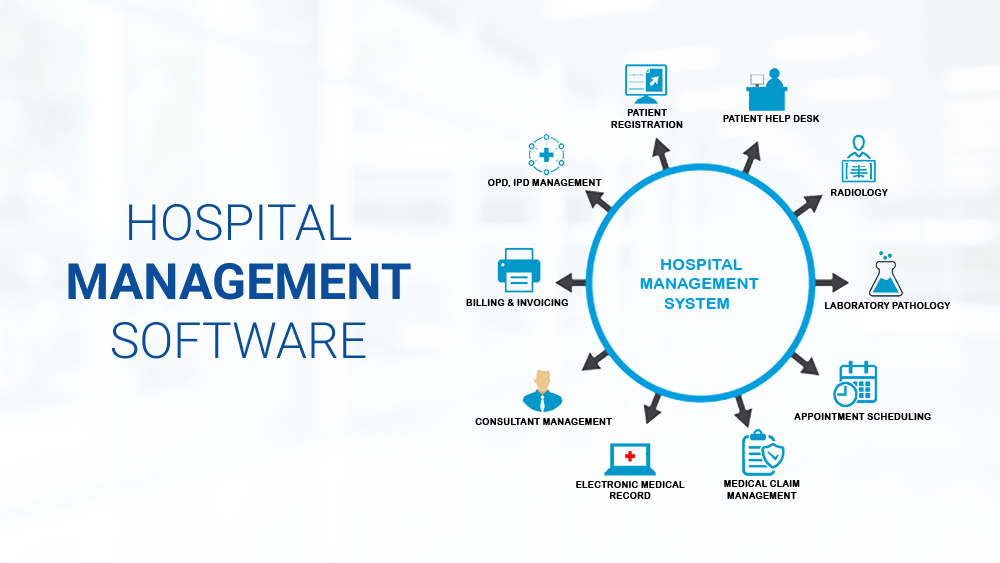 HOSPITAL
MANAGEMENT
SOFTWARE
PATIENT
REGISTRATION
PATIENT HELP DESK
OPD, IPD MANAGEMENT
RADIOLOGY
HOSPITAL
MANAGEMENT
SYSTEM
BILLING & INVOICING
LABORATORY PATHOLOGY
CONSULTANT MANAGEMENT
APPOINTMENT SCHEDULING
ELECTRONIC MEDICAL
RECORD
MEDICAL CLAIM
MANAGEMENT